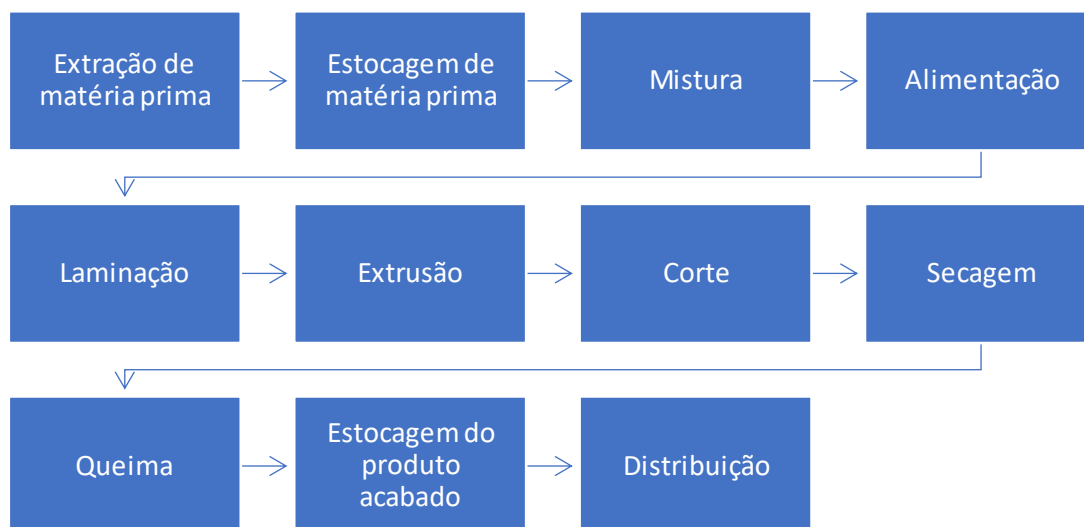 Extração de
matéria prima
Estocagem de
matéria prima
Mistura
Alimentação
Laminação
Extrusão
Corte
Secagem
Queima
Estocagem do
produto
acabado
Distribuição